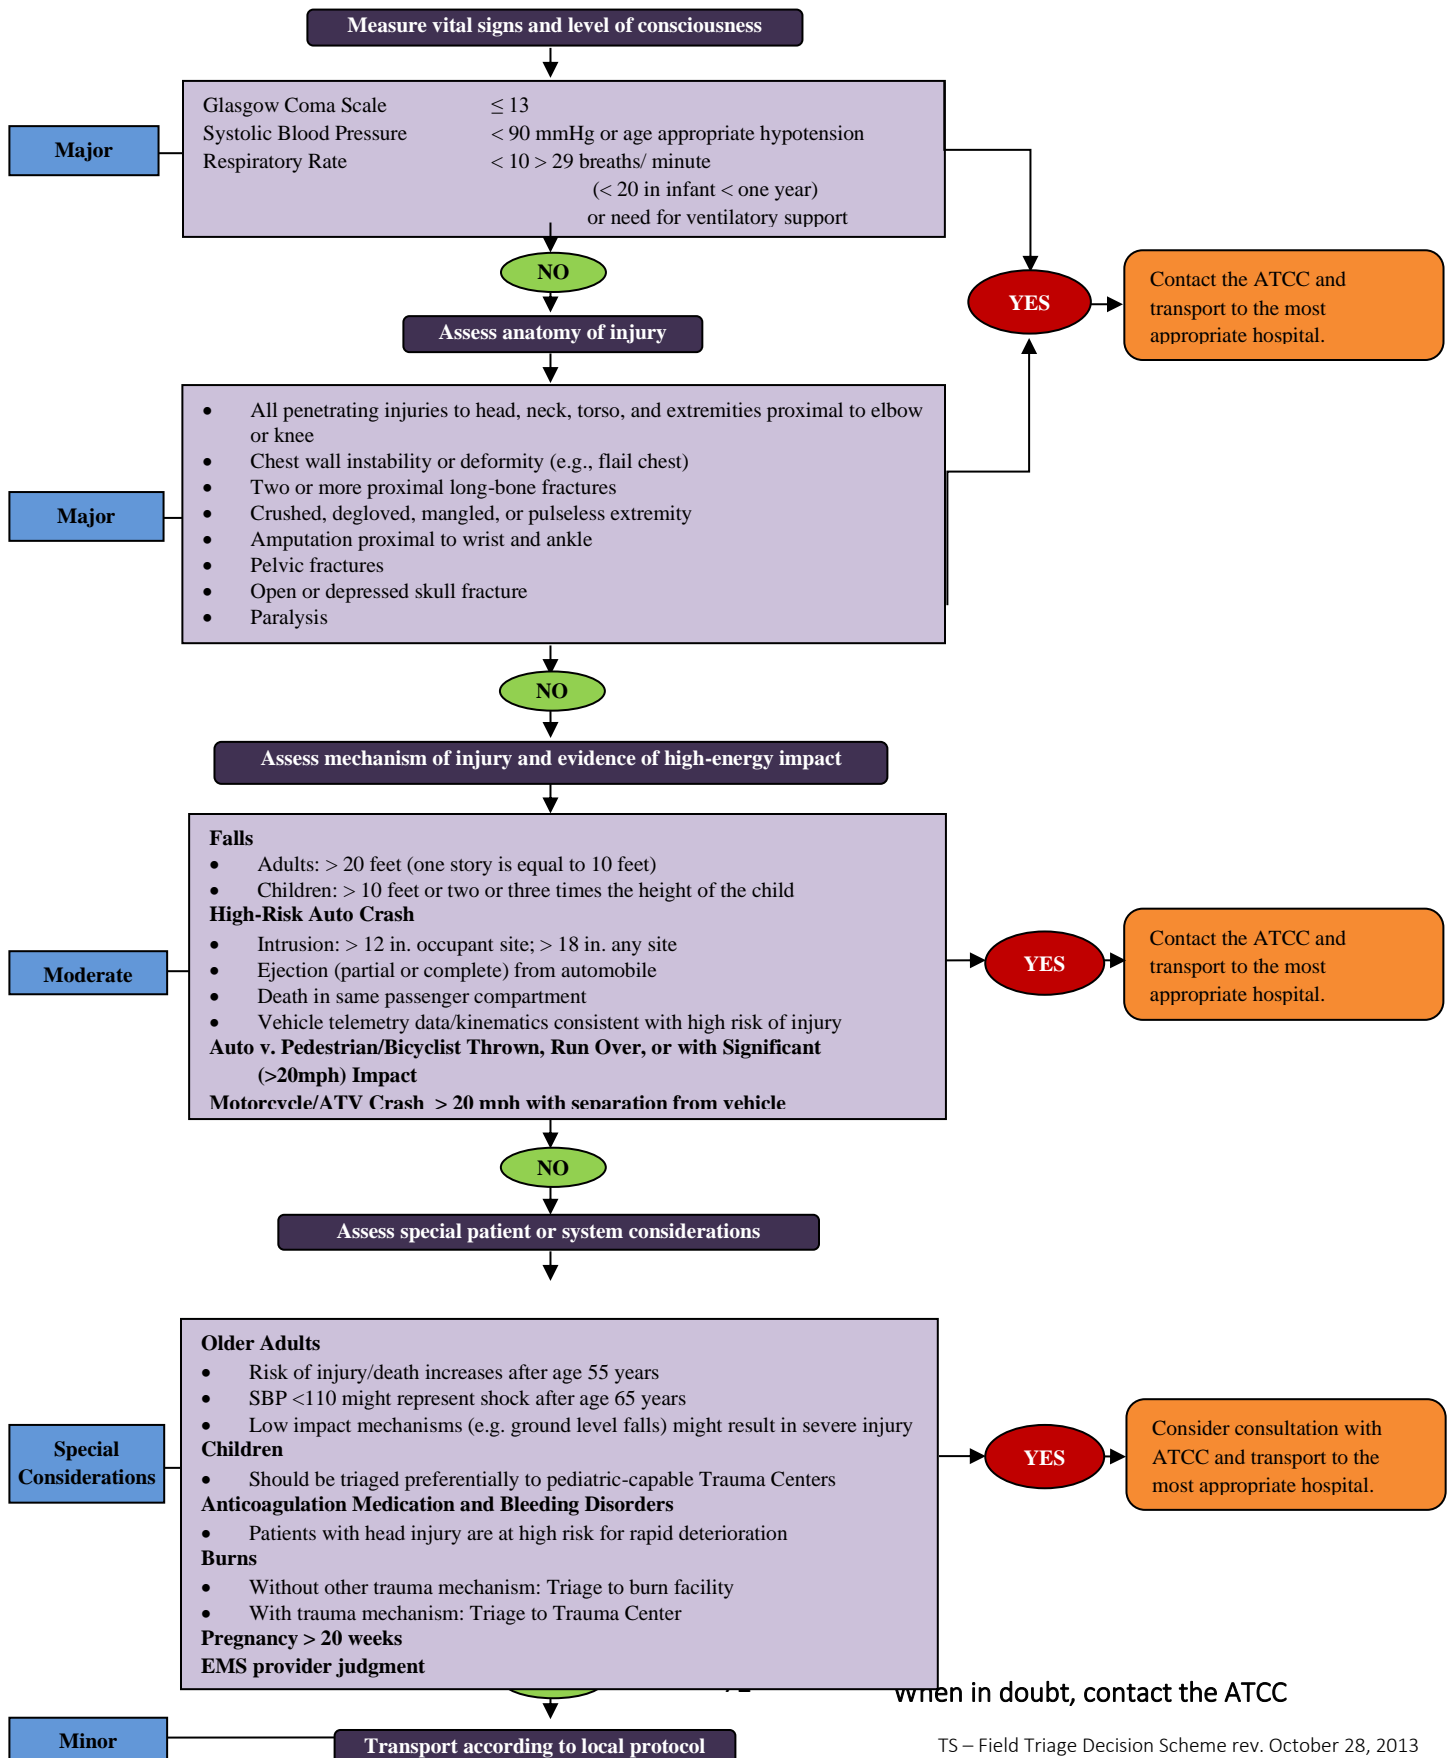 Measure vital signs and level of consciousness
Major
Glasgow Coma Scale ≤ 13
Systolic Blood Pressure < 90 mmHg or age appropriate hypotension
Respiratory Rate < 10 > 29 breaths/ minute
(< 20 in infant < one year)
or need for ventilatory support
NO
YES
Contact the ATCC and
transport to the most
appropriate hospital.
Assess anatomy of injury
Major
• All penetrating injuries to head, neck, torso, and extremities proximal to elbow
or knee
• Chest wall instability or deformity (e.g., flail chest)
• Two or more proximal long-bone fractures
• Crushed, degloved, mangled, or pulseless extremity
• Amputation proximal to wrist and ankle
• Pelvic fractures
• Open or depressed skull fracture
• Paralysis
NO
Assess mechanism of injury and evidence of high-energy impact
Moderate
Falls
• Adults: > 20 feet (one story is equal to 10 feet)
• Children: > 10 feet or two or three times the height of the child
High-Risk Auto Crash
• Intrusion: > 12 in. occupant site; > 18 in. any site
• Ejection (partial or complete) from automobile
• Death in same passenger compartment
• Vehicle telemetry data/kinematics consistent with high risk of injury
Auto v. Pedestrian/Bicyclist Thrown, Run Over, or with Significant
(>20mph) Impact
Motorcycle/ATV Crash > 20 mph with separation from vehicle
YES
Contact the ATCC and
transport to the most
appropriate hospital.
NO
Assess special patient or system considerations
Special
Considerations
Older Adults
• Risk of injury/death increases after age 55 years
• SBP <110 might represent shock after age 65 years
• Low impact mechanisms (e.g. ground level falls) might result in severe injury
Children
• Should be triaged preferentially to pediatric-capable Trauma Centers
Anticoagulation Medication and Bleeding Disorders
• Patients with head injury are at high risk for rapid deterioration
Burns
• Without other trauma mechanism: Triage to burn facility
• With trauma mechanism: Triage to Trauma Center
Pregnancy > 20 weeks
EMS provider judgment
YES
Consider consultation with
ATCC and transport to the
most appropriate hospital.
When in doubt, contact the ATCC
Minor
Transport according to local protocol
TS – Field Triage Decision Scheme rev. October 28, 2013